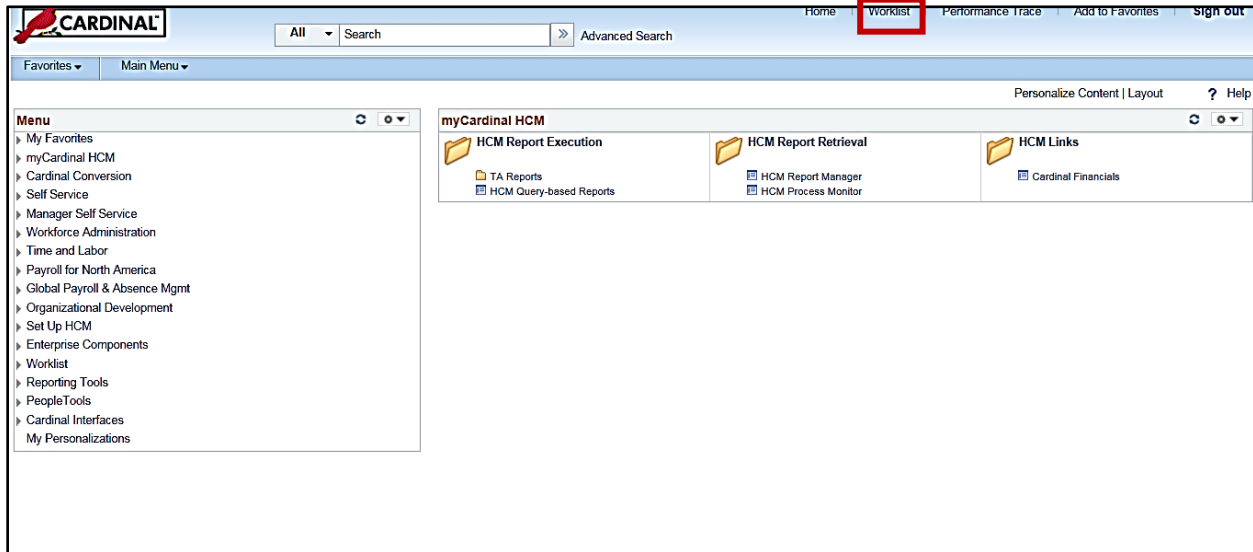 CARDINAL
Home Worklist Performance Trace Add to Favorites Sign out
All Search » Advanced Search
Favorites Main Menu
Personalize Content | Layout ? Help
Menu
My Favorites
myCardinal HCM
Cardinal Conversion
Self Service
Manager Self Service
Workforce Administration
Time and Labor
Payroll for North America
Global Payroll & Absence Mgmt
Organizational Development
Set Up HCM
Enterprise Components
Worklist
Reporting Tools
PeopleTools
Cardinal Interfaces
My Personalizations
myCardinal HCM
HCM Report Execution
TA Reports
HCM Query-based Reports
HCM Report Retrieval
HCM Report Manager
HCM Process Monitor
HCM Links
Cardinal Financials